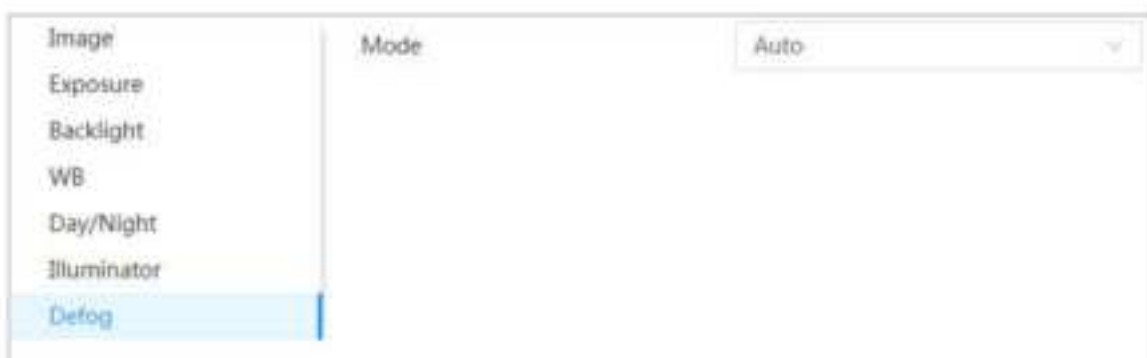 Image
Mode Auto
Exposure
Backlight
WB
Day/Night
Illuminator
Defog